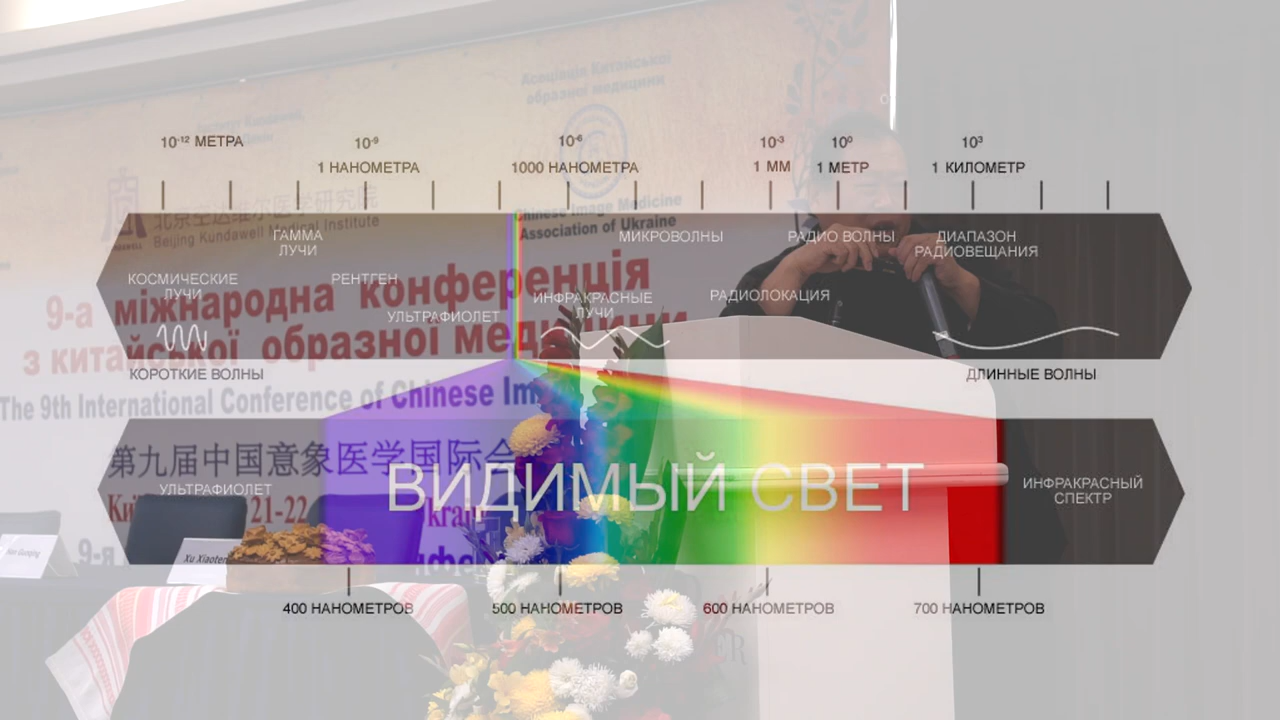 Асоціація Китайської
образної медицини
10⁻¹² МЕТРА
10⁻⁹
10⁻⁶
10⁻³
10⁰
10³
1 НАНОМЕТРА
1000 НАНОМЕТРА
1 ММ
1 МЕТР
1 КИЛОМЕТР
北京坤达维尔医学研究院
Beijing Kundawell Medical Institute
Chinese Image Medicine
Association of Ukraine
ГАММА
ЛУЧИ
МИКРОВОЛНЫ
РАДИО ВОЛНЫ
ДИАПАЗОН
РАДИОВЕЩАНИЯ
КОСМИЧЕСКИЕ
ЛУЧИ
РЕНТГЕН
УЛЬТРАФИОЛЕТ
ИНФРАКРАСНЫЕ
ЛУЧИ
РАДИОЛОКАЦИЯ
9-а міжнародна конференція
з китайської образної медицини
КОРОТКИЕ ВОЛНЫ
ДЛИННЫЕ ВОЛНЫ
The 9th International Conference of Chinese Im
第九届中国意象医学国际会
ВИДИМЫЙ СВЕТ
УЛЬТРАФИОЛЕТ
ИНФРАКРАСНЫЙ
СПЕКТР
21-22
9-я
Xu Xiaoten
400 НАНОМЕТРОВ
500 НАНОМЕТРОВ
600 НАНОМЕТРОВ
700 НАНОМЕТРОВ